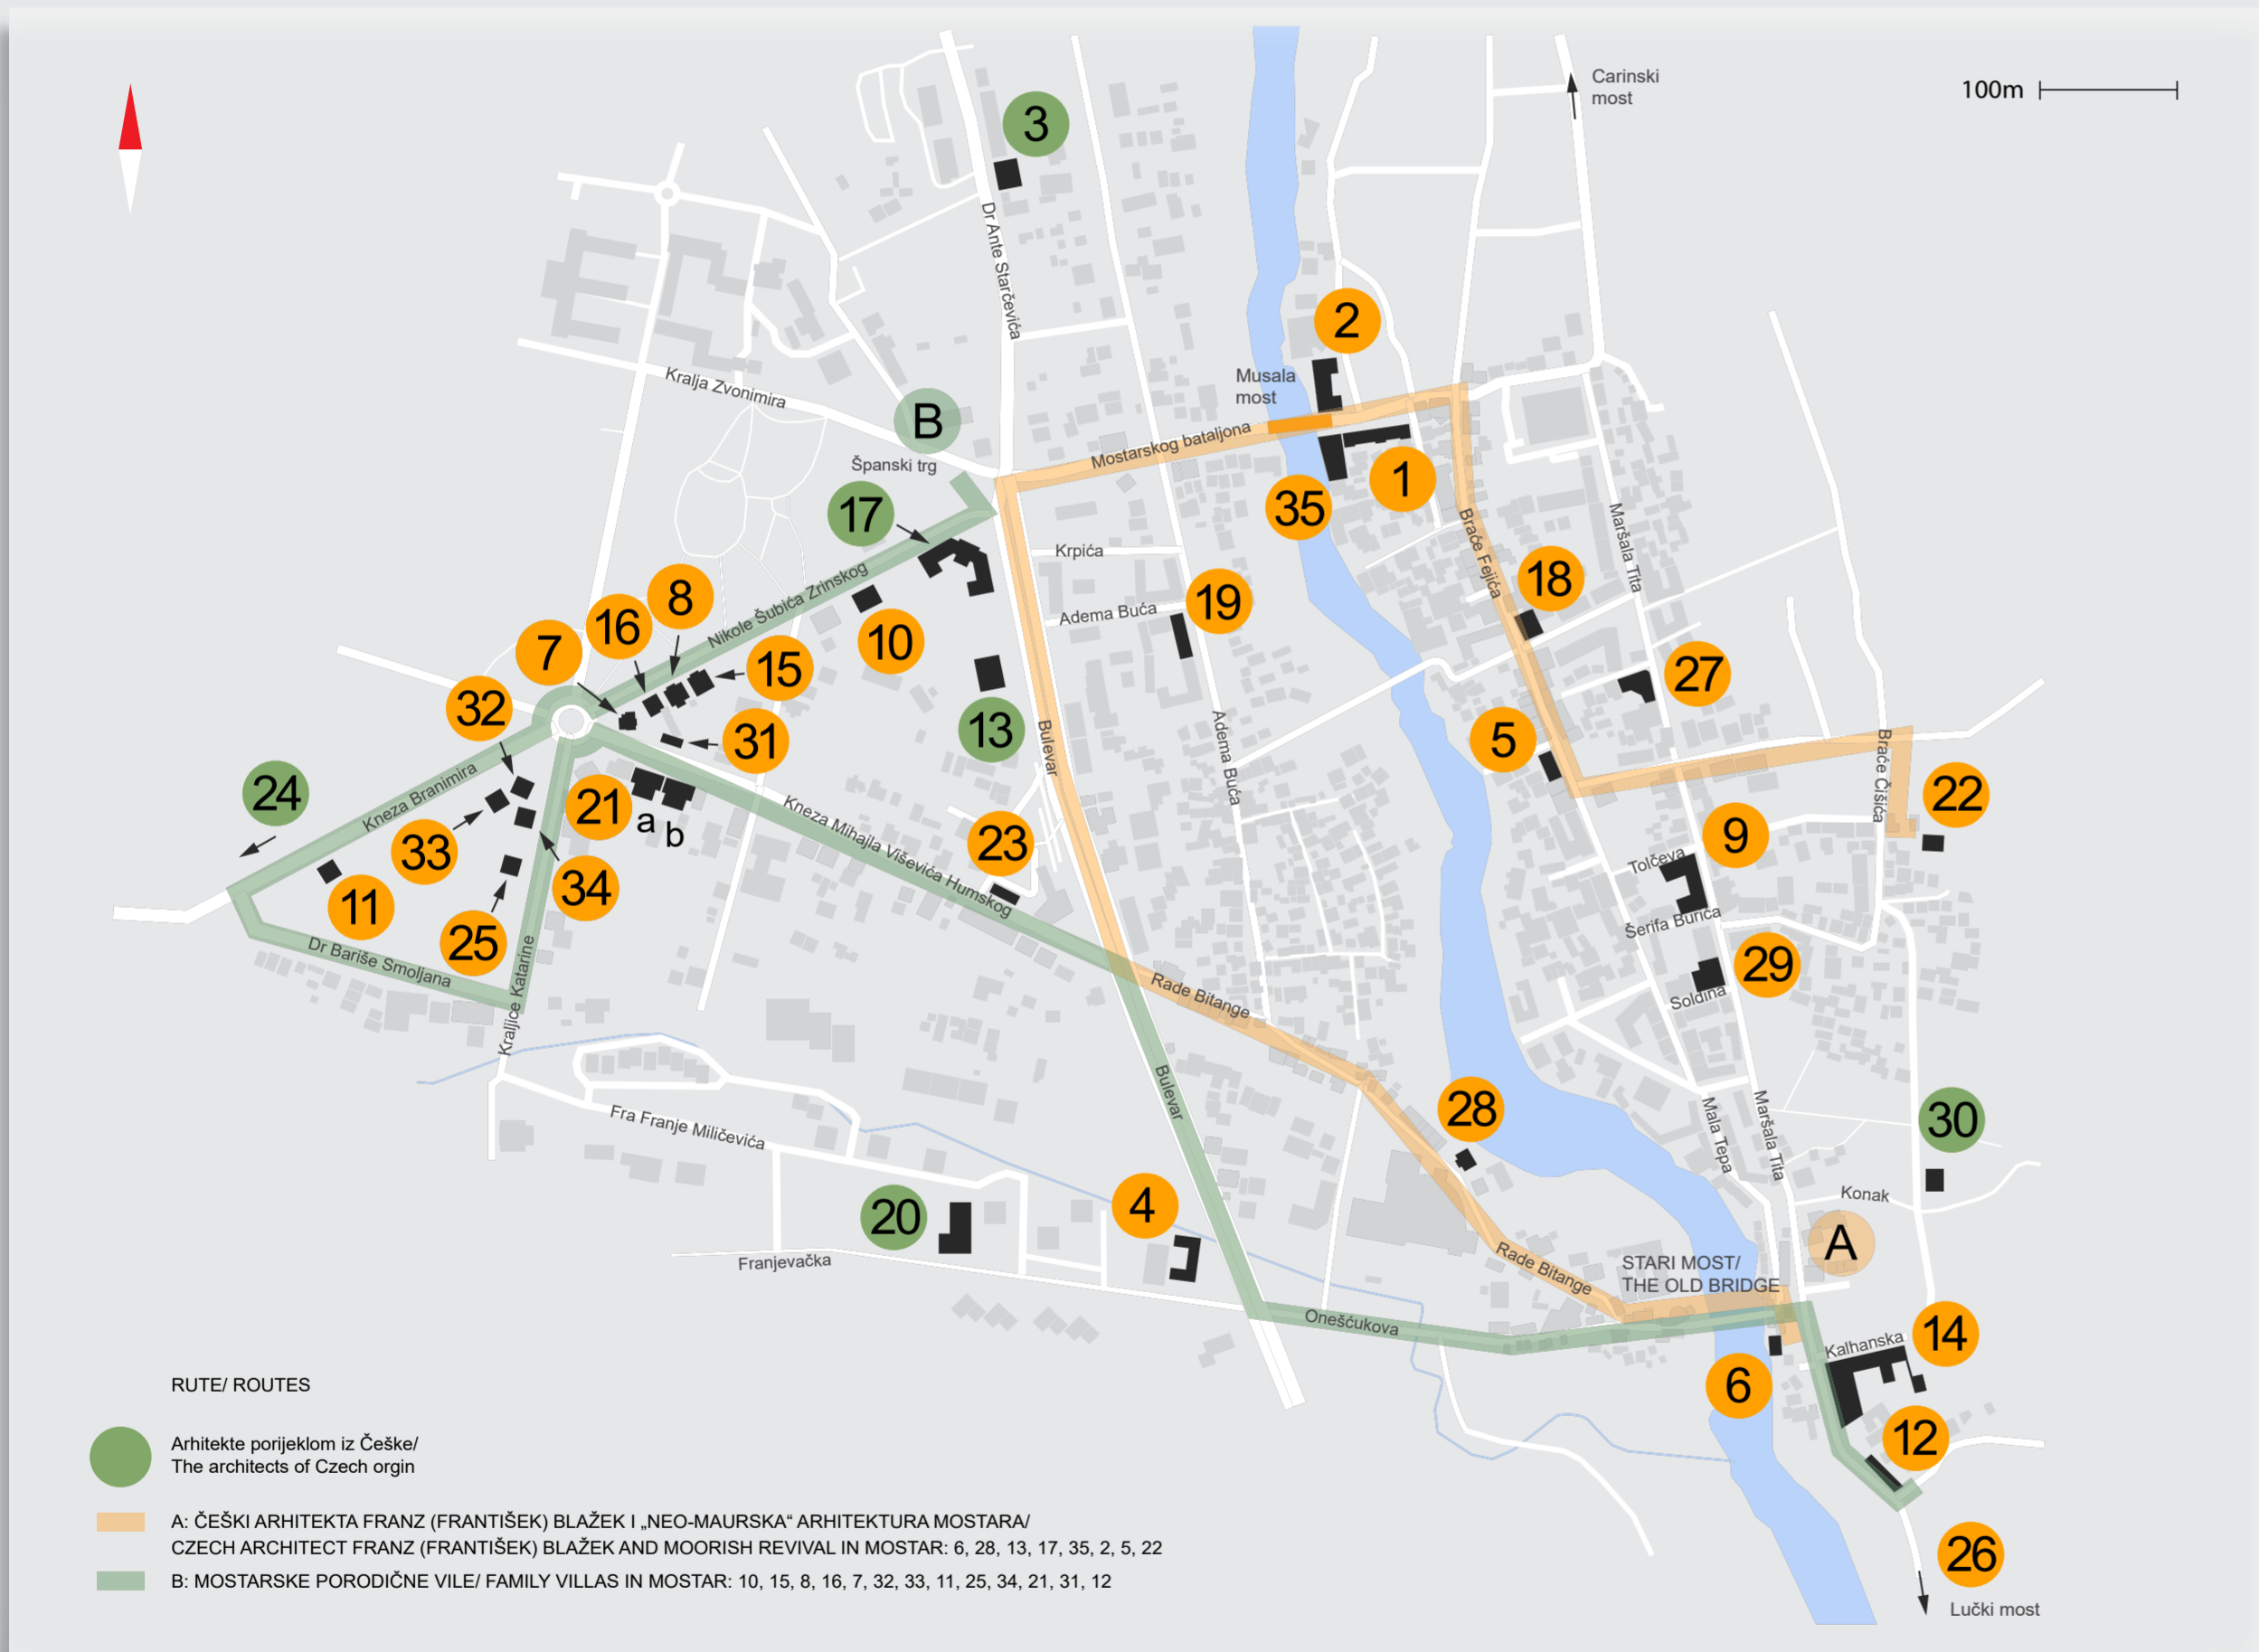 Carinski
most
100m
3
Dr Ante Starčevića
2
Musala
most
Kralja Zvonimira
B
Španski trg
Mostarskog bataljona
1
35
17
Braće Fejića
Maršala Tita
Krpića
18
Nikole Šubića Zrinskog
8
16
19
Adema Buća
10
7
15
27
32
31
13
Bulevar
Adema Buća
5
Braće Čišića
24
Kneza Branimira
21
a
b
22
Kneza Mihajla Viševića Humskog
23
33
9
Tolčeva
34
11
Šerifa Burića
25
Dr Bariše Smoljana
Kraljice Katarine
29
Soldina
Rade Bitange
Bulevar
28
Mala Tepa
Maršala Tita
30
Fra Franje Miličevića
Konak
20
4
A
Franjevačka
Rade Bitange
STARI MOST/
THE OLD BRIDGE
Onešćukova
Kalhanska
14
6
12
26
Lučki most
RUTE/ ROUTES
Arhitekte porijeklom iz Češke/
The architects of Czech orgin
A: ČEŠKI ARHITEKTA FRANZ (FRANTIŠEK) BLAŽEK I „NEO-MAURSKA“ ARHITEKTURA MOSTARA/
CZECH ARCHITECT FRANZ (FRANTIŠEK) BLAŽEK AND MOORISH REVIVAL IN MOSTAR: 6, 28, 13, 17, 35, 2, 5, 22
B: MOSTARSKE PORODIČNE VILE/ FAMILY VILLAS IN MOSTAR: 10, 15, 8, 16, 7, 32, 33, 11, 25, 34, 21, 31, 12